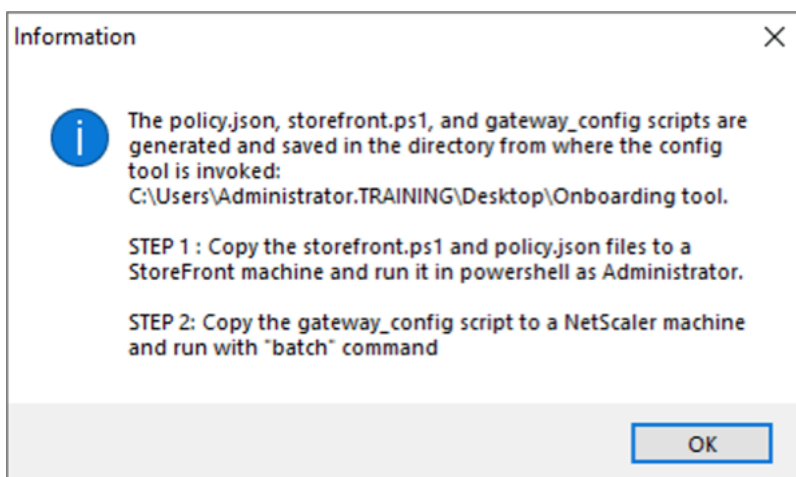 Information
The policy.json, storefront.ps1, and gateway_config scripts are
generated and saved in the directory from where the config
tool is invoked:
C:\Users\Administrator.TRAINING\Desktop\Onboarding tool.
STEP 1 : Copy the storefront.ps1 and policy.json files to a
StoreFront machine and run it in powershell as Administrator.
STEP 2: Copy the gateway_config script to a NetScaler machine
and run with "batch" command
OK